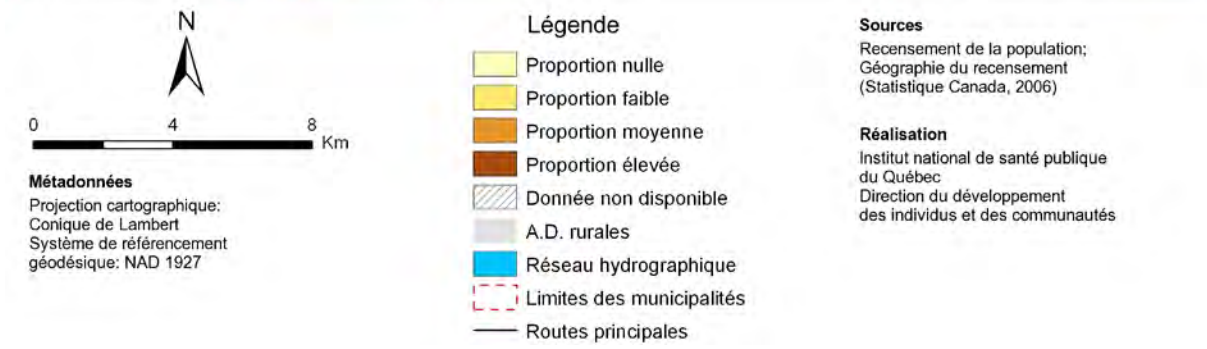 N
0 4 8
Km
Métadonnées
Projection cartographique:
Conique de Lambert
Système de référencement
géodésique: NAD 1927
Légende
Proportion nulle
Proportion faible
Proportion moyenne
Proportion élevée
Donnée non disponible
A.D. rurales
Réseau hydrographique
Limites des municipalités
Routes principales
Sources
Recensement de la population;
Géographie du recensement
(Statistique Canada, 2006)
Réalisation
Institut national de santé publique
du Québec
Direction du développement
des individus et des communautés